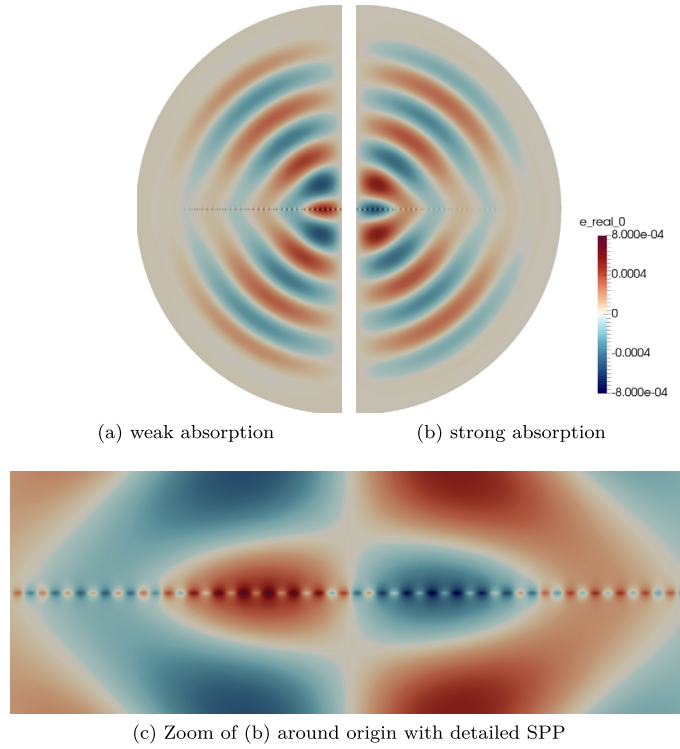 e_real_0
8.000e-04
0.0004
0
-0.0004
-8.000e-04
(a) weak absorption
(b) strong absorption
(c) Zoom of (b) around origin with detailed SPP